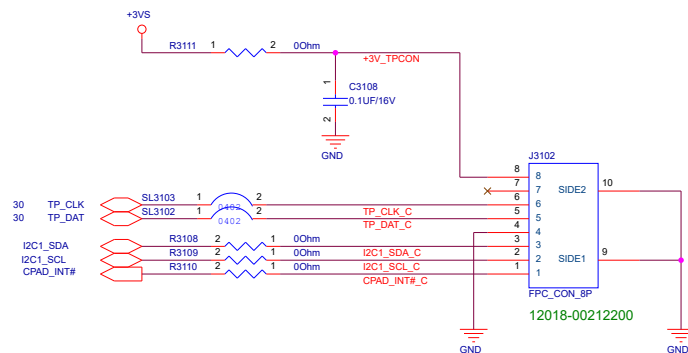 +3VS
R3111 1 2 0Ohm
+3V_TPCON
1 C3108
0.1UF/16V
2
GND
J3102
8 8
7 7 SIDE2 10
30 TP_CLK SL3103 1 0402 2 TP_CLK_C 6 6
30 TP_DAT SL3102 1 0402 2 TP_DAT_C 5 5
4 4
I2C1_SDA R3108 2 1 0Ohm I2C1_SDA_C 3 3
I2C1_SCL R3109 2 1 0Ohm I2C1_SCL_C 2 2 SIDE1 9
CPAD_INT# R3110 2 1 0Ohm CPAD_INT#_C 1 1
FPC_CON_8P
12018-00212200
GND GND